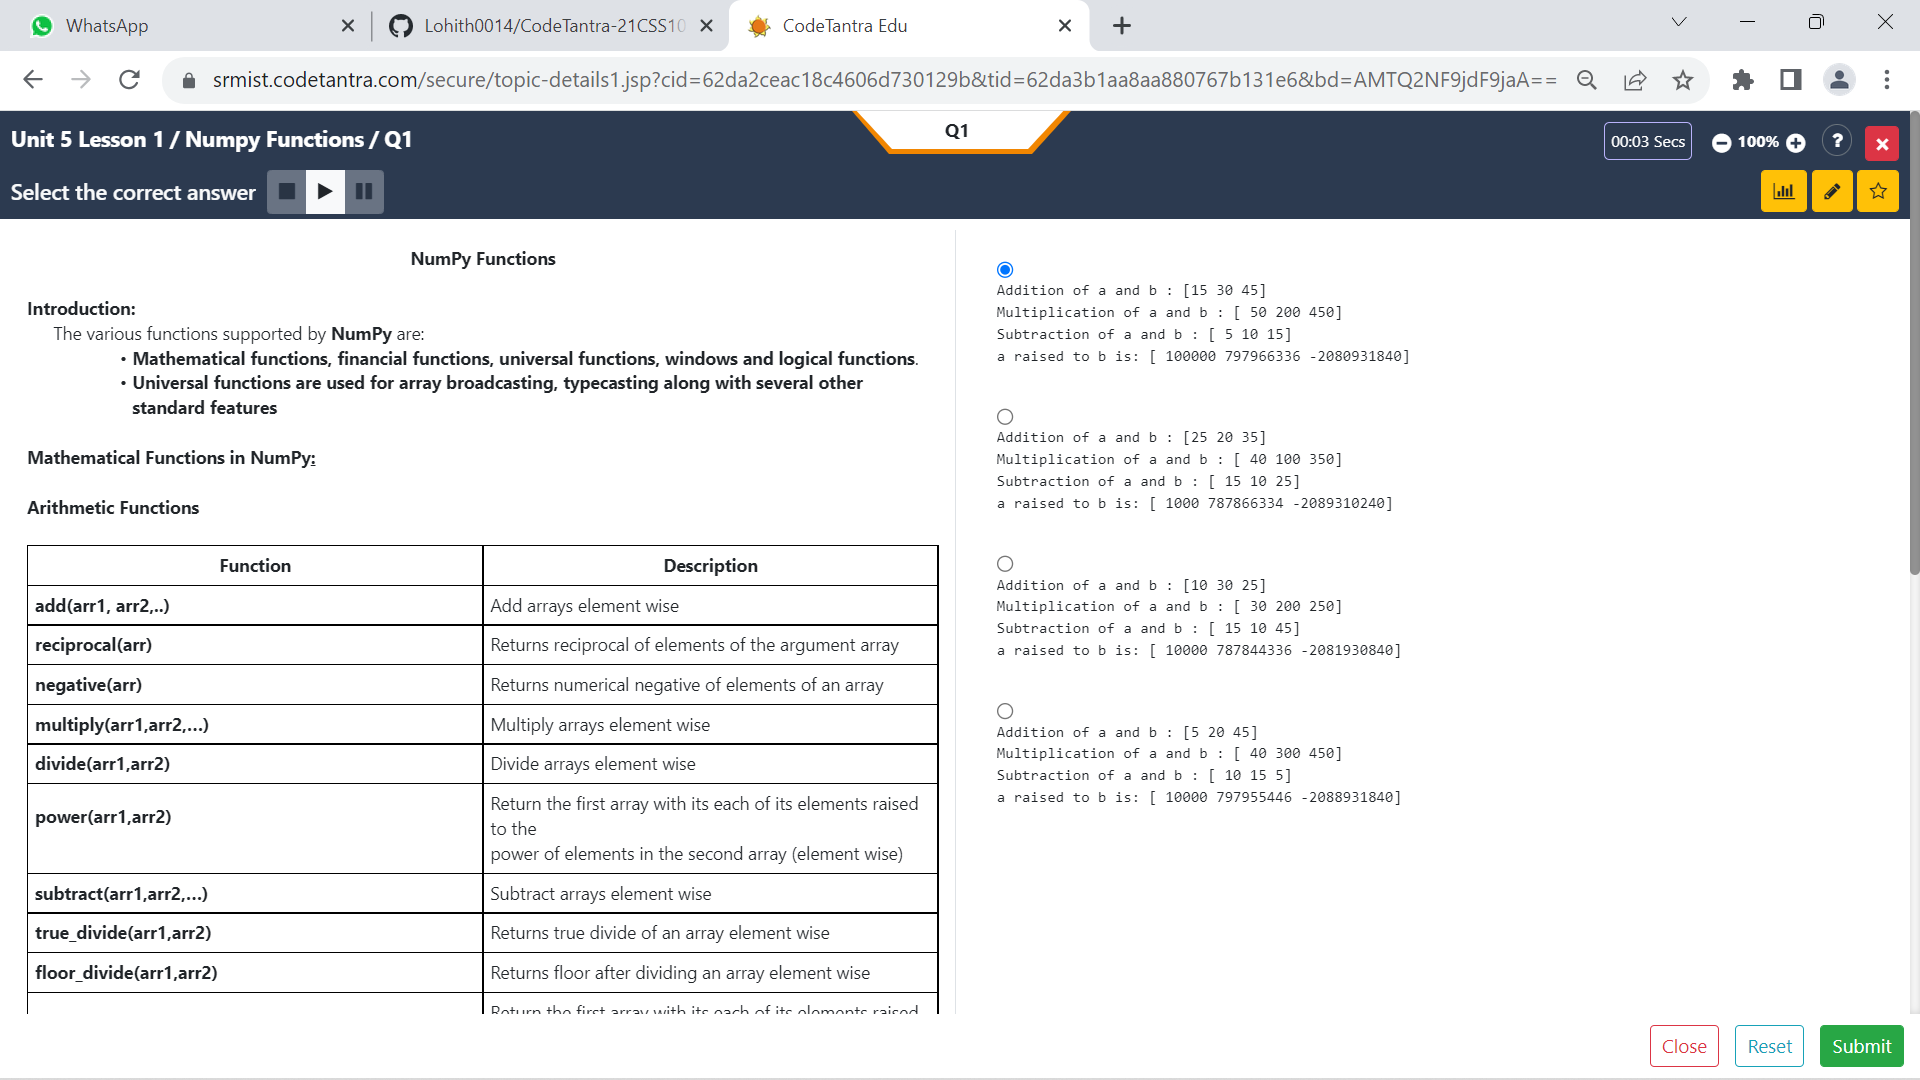 WhatsApp
Lohith0014/CodeTantra-21CSS10
CodeTantra Edu
srmist.codetantra.com/secure/topic-details1.jsp?cid=62da2ceac18c4606d730129b&tid=62da3b1aa8aa880767b131e6&bd=AMTQ2NF9jdF9jaA==
Unit 5 Lesson 1 / Numpy Functions / Q1
Q1
00:03 Secs
100%
?
Select the correct answer
NumPy Functions
Introduction:
The various functions supported by NumPy are:
• Mathematical functions, financial functions, universal functions, windows and logical functions.
• Universal functions are used for array broadcasting, typecasting along with several other
standard features
Mathematical Functions in NumPy:
Arithmetic Functions
Function Description
add(arr1, arr2,..) Add arrays element wise
reciprocal(arr) Returns reciprocal of elements of the argument array
negative(arr) Returns numerical negative of elements of an array
multiply(arr1,arr2,...) Multiply arrays element wise
divide(arr1,arr2) Divide arrays element wise
power(arr1,arr2) Return the first array with its each of its elements raised
to the
power of elements in the second array (element wise)
subtract(arr1,arr2,...) Subtract arrays element wise
true_divide(arr1,arr2) Returns true divide of an array element wise
floor_divide(arr1,arr2) Returns floor after dividing an array element wise
Return the first array with its each of its elements raised
Addition of a and b : [15 30 45]
Multiplication of a and b : [ 50 200 450]
Subtraction of a and b : [ 5 10 15]
a raised to b is: [ 100000 797966336 -2080931840]
Addition of a and b : [25 20 35]
Multiplication of a and b : [ 40 100 350]
Subtraction of a and b : [ 15 10 25]
a raised to b is: [ 1000 787866334 -2089310240]
Addition of a and b : [10 30 25]
Multiplication of a and b : [ 30 200 250]
Subtraction of a and b : [ 15 10 45]
a raised to b is: [ 10000 787844336 -2081930840]
Addition of a and b : [5 20 45]
Multiplication of a and b : [ 40 300 450]
Subtraction of a and b : [ 10 15 5]
a raised to b is: [ 10000 797955446 -2088931840]
Close
Reset
Submit